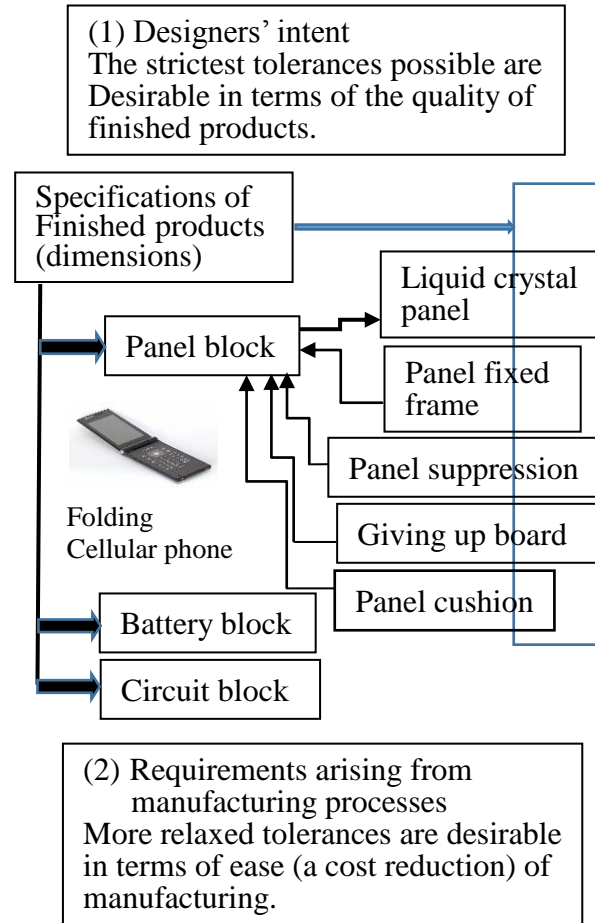 (1) Designers’ intent
The strictest tolerances possible are
Desirable in terms of the quality of
finished products.
Specifications of
Finished products
(dimensions)
Liquid crystal
panel
Panel block
Panel fixed
frame
Panel suppression
Folding
Cellular phone
Giving up board
Panel cushion
Battery block
Circuit block
(2) Requirements arising from
manufacturing processes
More relaxed tolerances are desirable
in terms of ease (a cost reduction) of
manufacturing.